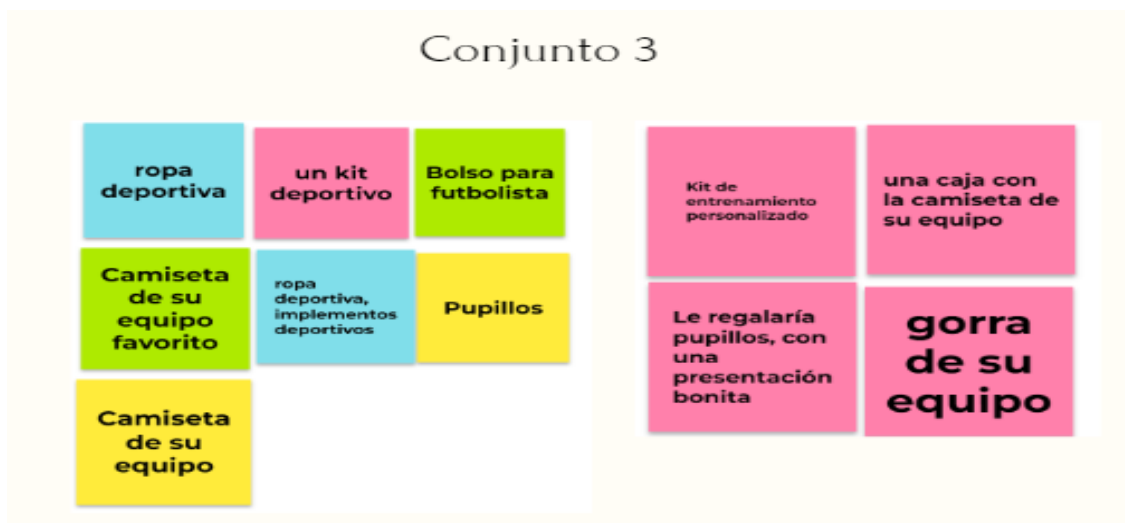 Conjunto 3
ropa
deportiva
un kit
deportivo
Bolso para
futbolista
Camiseta
de su
equipo
favorito
ropa
deportiva,
implementos
deportivos
Pupillos
Camiseta
de su
equipo
Kit de
entrenamiento
personalizado
una caja con
la camiseta de
su equipo
Le regalaría
pupillos, con
una
presentación
bonita
gorra
de su
equipo